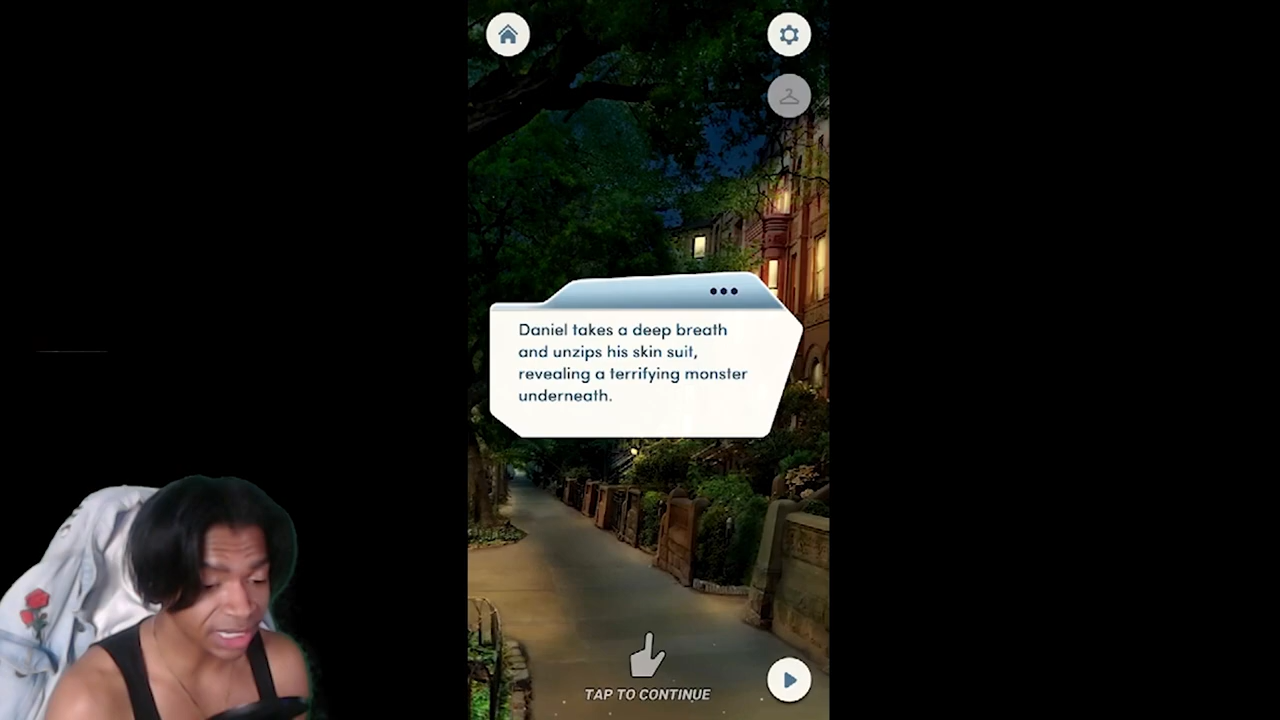 Daniel takes a deep breath
and unzips his skin suit,
revealing a terrifying monster
underneath.
TAP TO CONTINUE